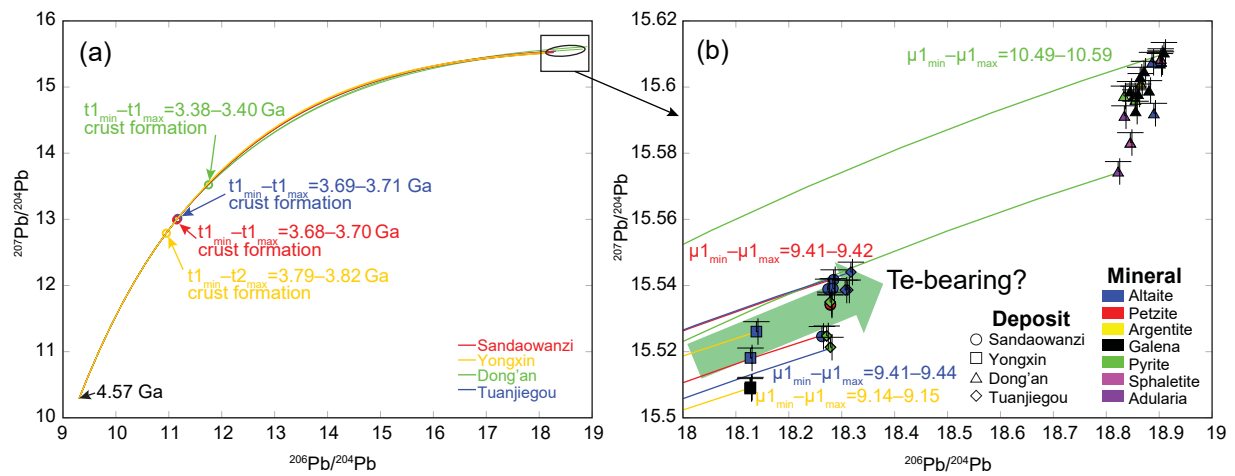 (a)
²⁰⁷Pb/²⁰⁴Pb
16
15
14
13
12
11
10
t1min–t1max=3.38–3.40 Ga
crust formation
t1min–t1max=3.69–3.71 Ga
crust formation
t1min–t1max=3.68–3.70 Ga
crust formation
t1min–t2max=3.79–3.82 Ga
crust formation
4.57 Ga
Sandaowanzi
Yongxin
Dong'an
Tuanjiegou
9 10 11 12 13 14 15 16 17 18 19
²⁰⁶Pb/²⁰⁴Pb
(b)
²⁰⁷Pb/²⁰⁴Pb
15.62
15.6
15.58
15.56
15.54
15.52
15.5
µ1min–µ1max=10.49–10.59
µ1min–µ1max=9.41–9.42
Te-bearing?
µ1min–µ1max=9.41–9.44
µ1min–µ1max=9.14–9.15
Deposit
Sandaowanzi
Yongxin
Dong'an
Tuanjiegou
Mineral
Altaite
Petzite
Argentite
Galena
Pyrite
Sphaletite
Adularia
18 18.1 18.2 18.3 18.4 18.5 18.6 18.7 18.8 18.9 19
²⁰⁶Pb/²⁰⁴Pb